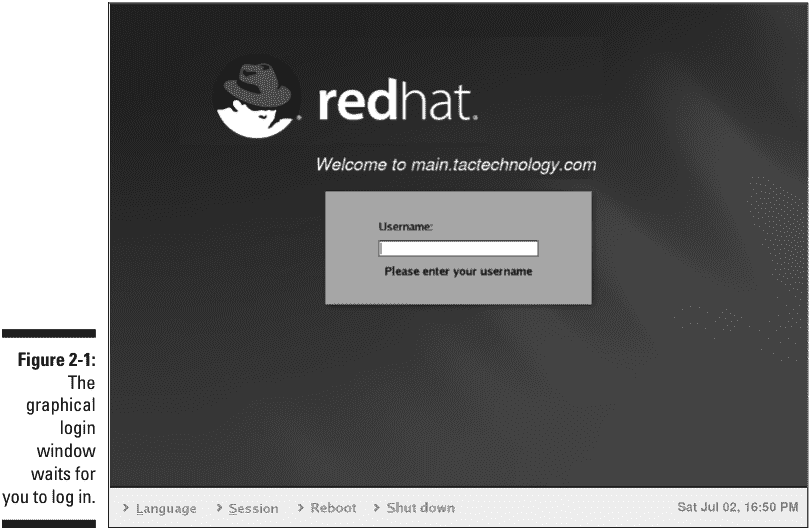 redhat.
Welcome to main.tactechnology.com
Username:
Please enter your username
Figure 2-1:
The
graphical
login
window
waits for
you to log in.
> Language > Session > Reboot > Shut down Sat Jul 02, 16:50 PM